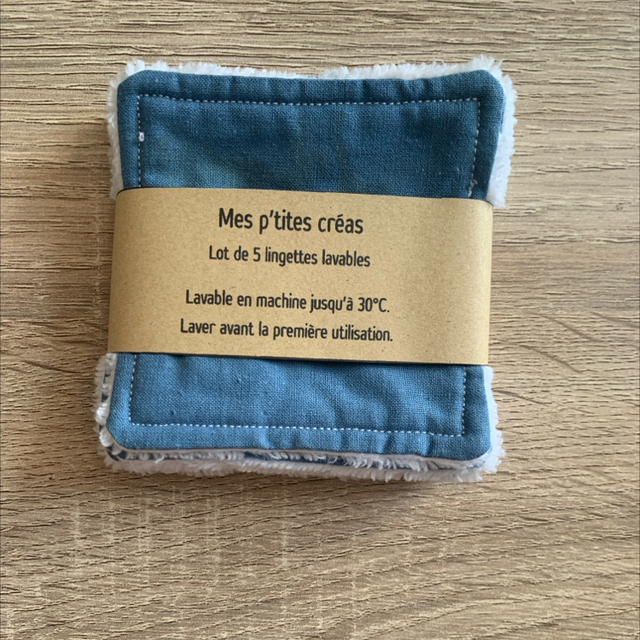 Mes p'tites créas
Lot de 5 lingettes lavables
Lavable en machine jusqu'à 30°C.
Laver avant la première utilisation.